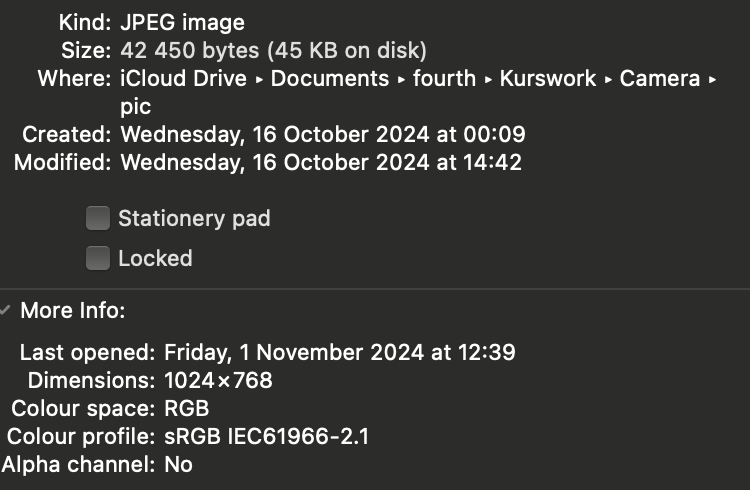 Kind: JPEG image
Size: 42 450 bytes (45 KB on disk)
Where: iCloud Drive ▸ Documents ▸ fourth ▸ Kurswork ▸ Camera ▸
pic
Created: Wednesday, 16 October 2024 at 00:09
Modified: Wednesday, 16 October 2024 at 14:42
Stationery pad
Locked
More Info:
Last opened: Friday, 1 November 2024 at 12:39
Dimensions: 1024×768
Colour space: RGB
Colour profile: sRGB IEC61966-2.1
Alpha channel: No